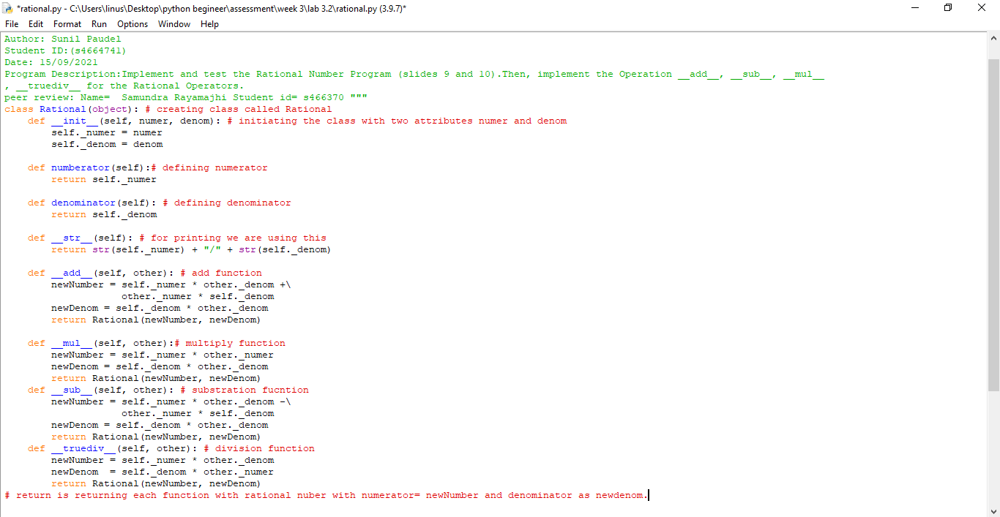 *rational.py - C:\Users\linus\Desktop\python begineer\assessment\week 3\lab 3.2\rational.py (3.9.7)*
File Edit Format Run Options Window Help
Author: Sunil Paudel
Student ID:(s4664741)
Date: 15/09/2021
Program Description:Implement and test the Rational Number Program (slides 9 and 10).Then, implement the Operation __add__, __sub__, __mul__
, __truediv__ for the Rational Operators.
peer review: Name=  Samundra Rayamajhi Student id= s466370 """
class Rational(object): # creating class called Rational
    def __init__(self, numer, denom): # initiating the class with two attributes numer and denom
        self._numer = numer
        self._denom = denom

    def numberator(self):# defining numerator
        return self._numer

    def denominator(self): # defining denominator
        return self._denom

    def __str__(self): # for printing we are using this
        return str(self._numer) + "/" + str(self._denom)

    def __add__(self, other): # add function
        newNumber = self._numer * other._denom +\
                    other._numer * self._denom
        newDenom = self._denom * other._denom
        return Rational(newNumber, newDenom)

    def __mul__(self, other):# multiply function
        newNumber = self._numer * other._numer
        newDenom = self._denom * other._denom
        return Rational(newNumber, newDenom)
    def __sub__(self, other): # substration fucntion
        newNumber = self._numer * other._denom -\
                    other._numer * self._denom
        newDenom = self._denom * other._denom
        return Rational(newNumber, newDenom)
    def __truediv__(self, other): # division function
        newNumber = self._numer * other._denom
        newDenom  = self._denom * other._numer
        return Rational(newNumber, newDenom)
# return is returning each function with rational nuber with numerator= newNumber and denominator as newdenom.